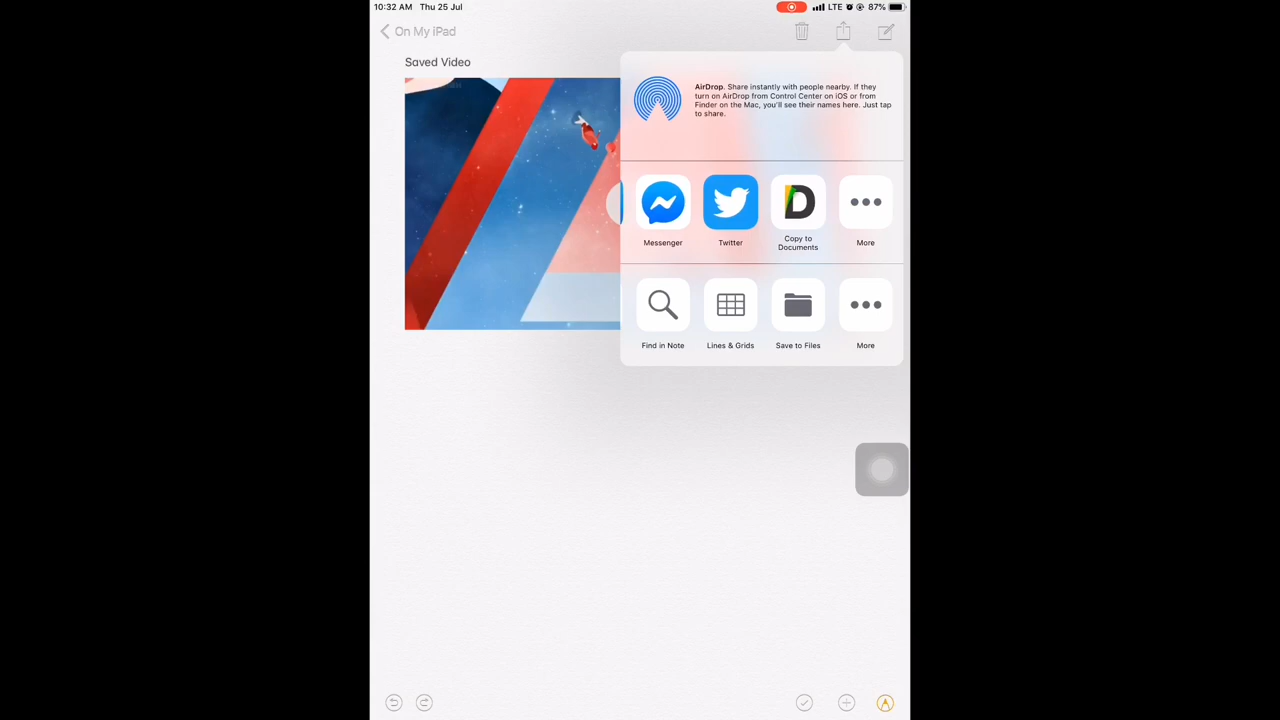 10:32 AM Thu 25 Jul
LTE 87%
On My iPad
Saved Video
AirDrop. Share instantly with people nearby. If they
turn on AirDrop from Control Center on iOS or from
Finder on the Mac, you'll see their names here. Just tap
to share.
Messenger
Twitter
D
Copy to
Documents
More
Find in Note
Lines & Grids
Save to Files
More